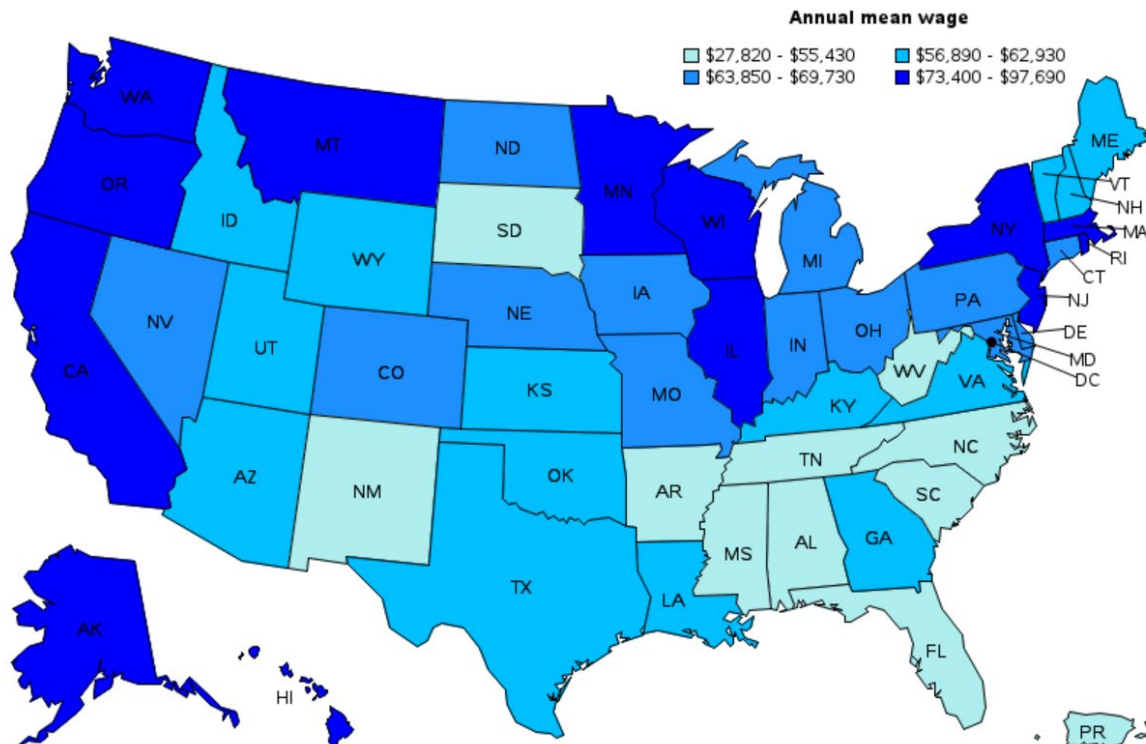 Annual mean wage
$27,820 - $55,430 $56,890 - $62,930
$63,850 - $69,730 $73,400 - $97,690
WA
MT
ND
MN
ME
VT
NH
OR
ID
SD
WI
NY
MA
RI
WY
MI
CT
IA
PA
NJ
NV
NE
OH
DE
UT
IN
MD
CA
CO
IL
WV
DC
KS
MO
VA
KY
AZ
OK
TN
NC
NM
AR
SC
MS
AL
GA
TX
LA
AK
FL
HI
PR